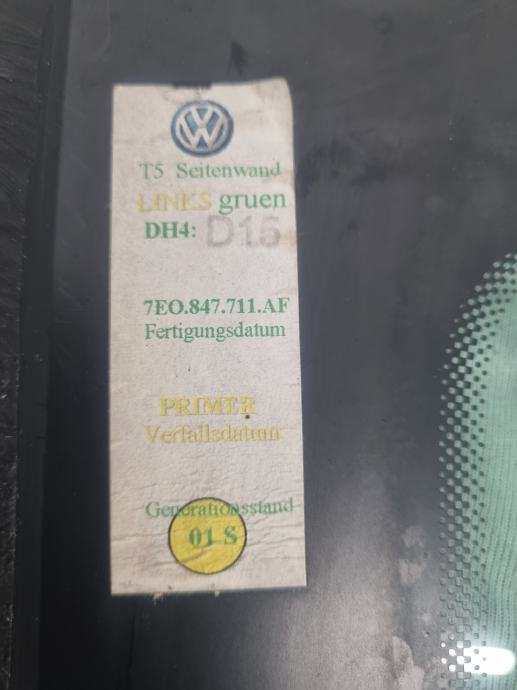 T5 Seitenwand
LINKS gruen
DH4: D15
7EO.847.711.AF
Fertigungsdatum
PRIMER
Verfallsdatum
Generationsstand
01 S